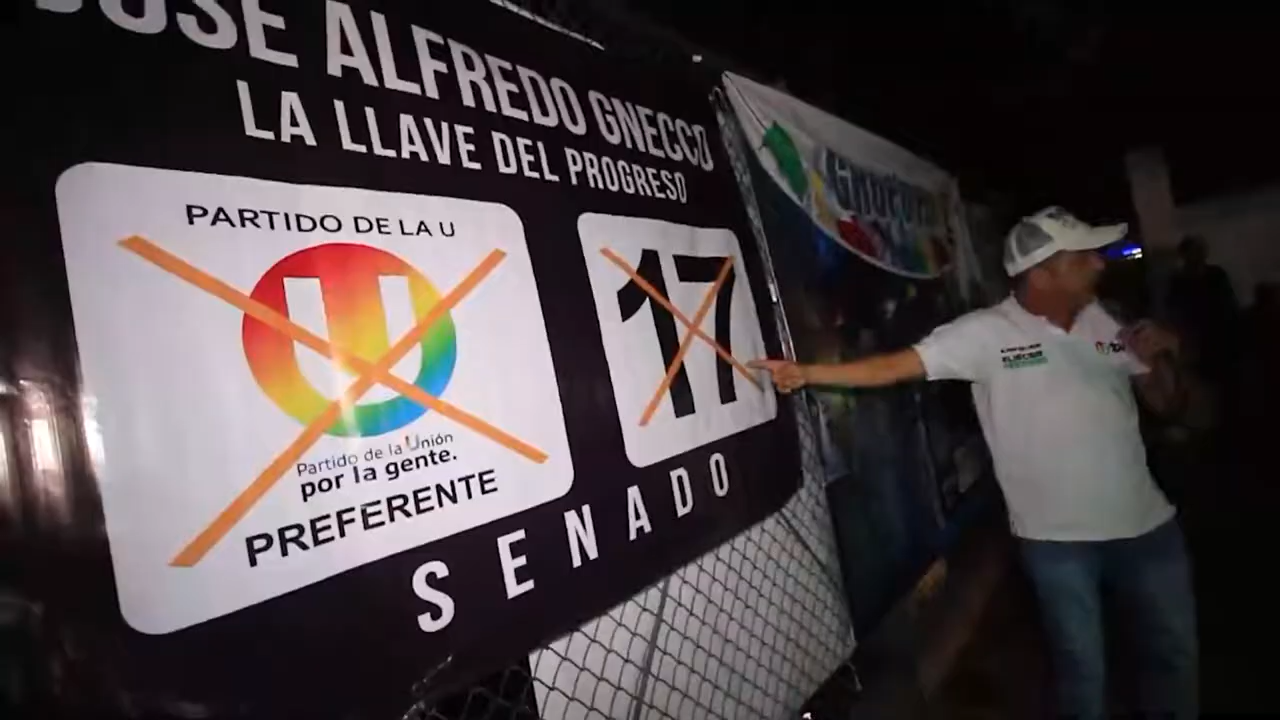 JOSÉ ALFREDO GNECCO
LA LLAVE DEL PROGRESO
PARTIDO DE LA U
U
Partido de la Unión
por la gente.
PREFERENTE
17
SENADO